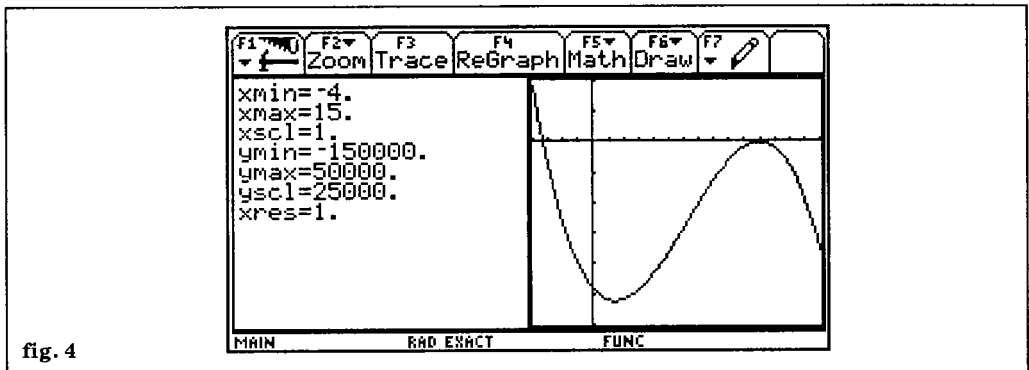 F1 F2 F3 F4 F5 F6 F7
Zoom Trace ReGraph Math Draw
xmin=-4.
xmax=15.
xscl=1.
ymin=-150000.
ymax=50000.
yscl=25000.
xres=1.
MAIN RAD EXACT FUNC
fig. 4